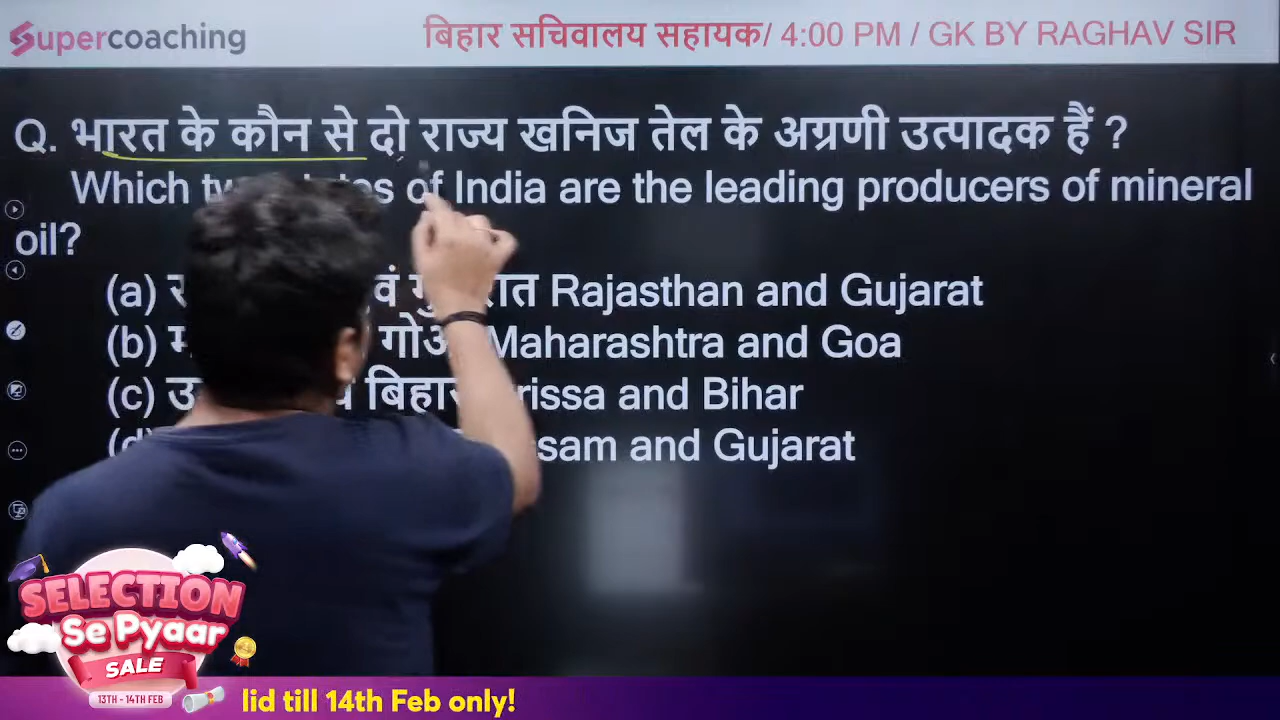 Supercoaching
बिहार सचिवालय सहायक/ 4:00 PM / GK BY RAGHAV SIR
Q. भारत के कौन से दो राज्य खनिज तेल के अग्रणी उत्पादक हैं ?
Which of India are the leading producers of mineral
oil?
(a) Rajasthan and Gujarat
(b) Maharashtra and Goa
(c) and Bihar
and Gujarat
SELECTION
Se Pyaar
SALE
13TH - 14TH FEB
lid till 14th Feb only!